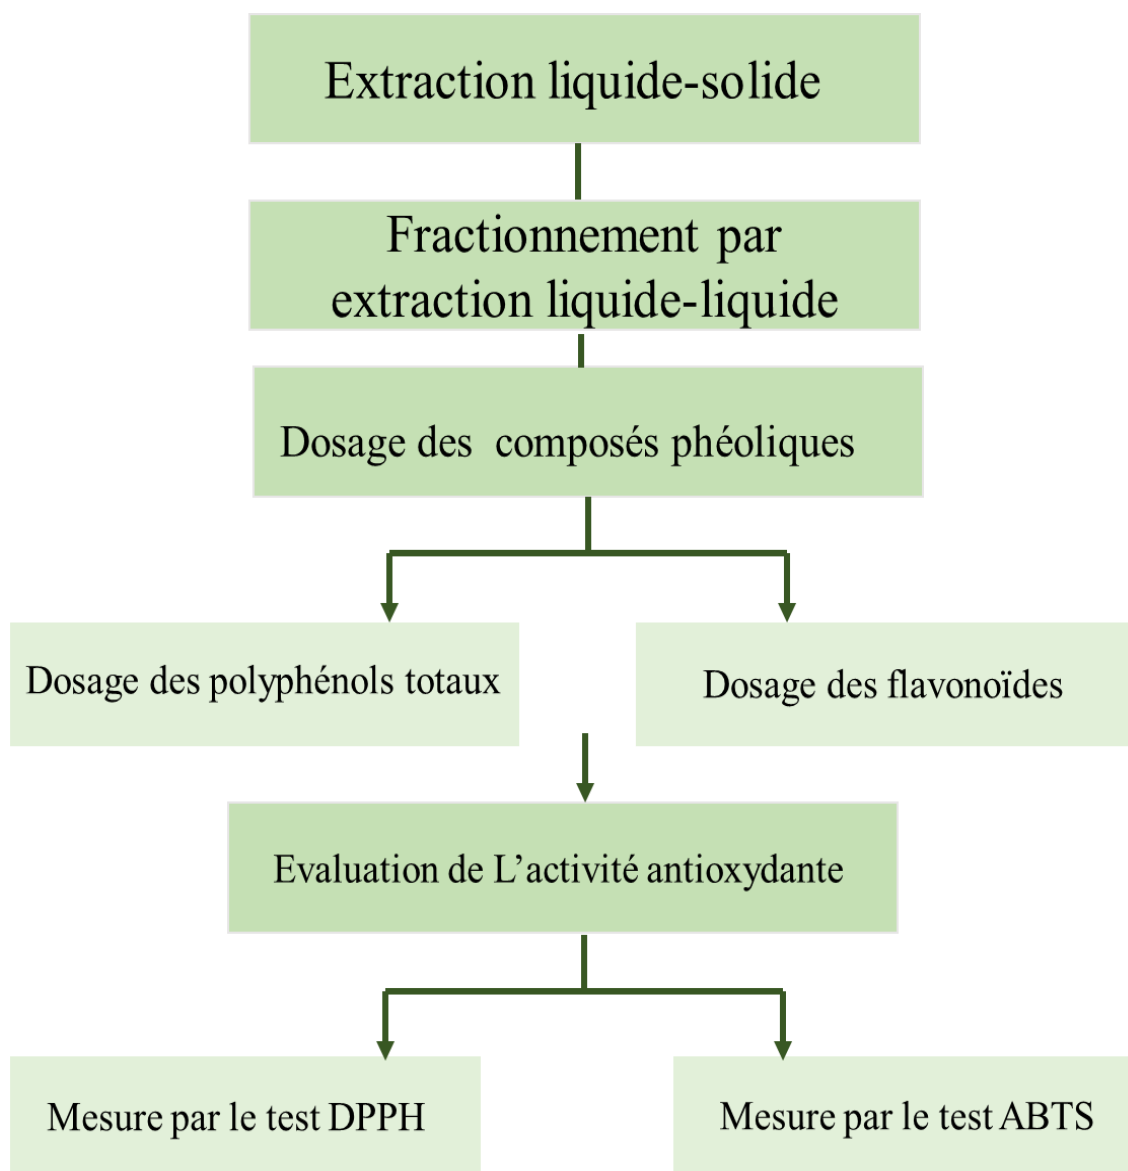 Extraction liquide-solide
Fractionnement par
extraction liquide-liquide
Dosage des composés phéoliques
Dosage des polyphénols totaux
Dosage des flavonoïdes
Evaluation de L’activité antioxydante
Mesure par le test DPPH
Mesure par le test ABTS